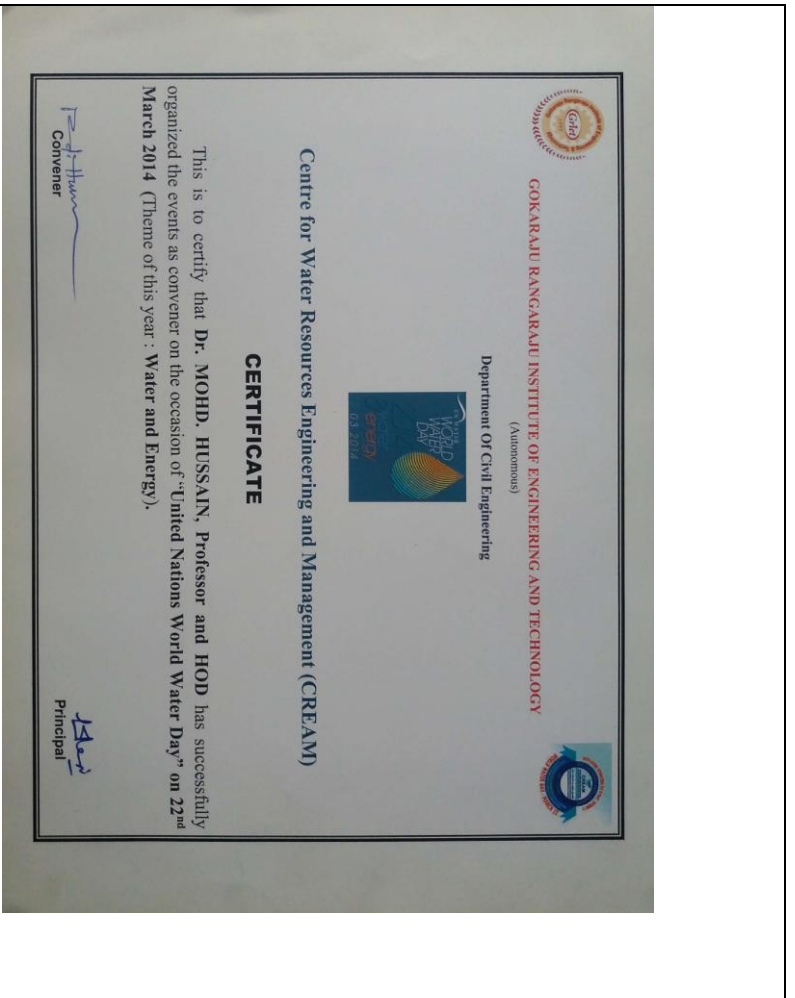 GOKARAJU RANGARAJU INSTITUTE OF ENGINEERING AND TECHNOLOGY
(Autonomous)
Department Of Civil Engineering
WORLD
WATER
DAY
water
energy
03 2014
Centre for Water Resources Engineering and Management (CREAM)
CERTIFICATE
This is to certify that Dr. MOHD. HUSSAIN, Professor and HOD has successfully
organized the events as convener on the occasion of “United Nations World Water Day” on 22nd
March 2014 (Theme of this year : Water and Energy).
Convener
Principal